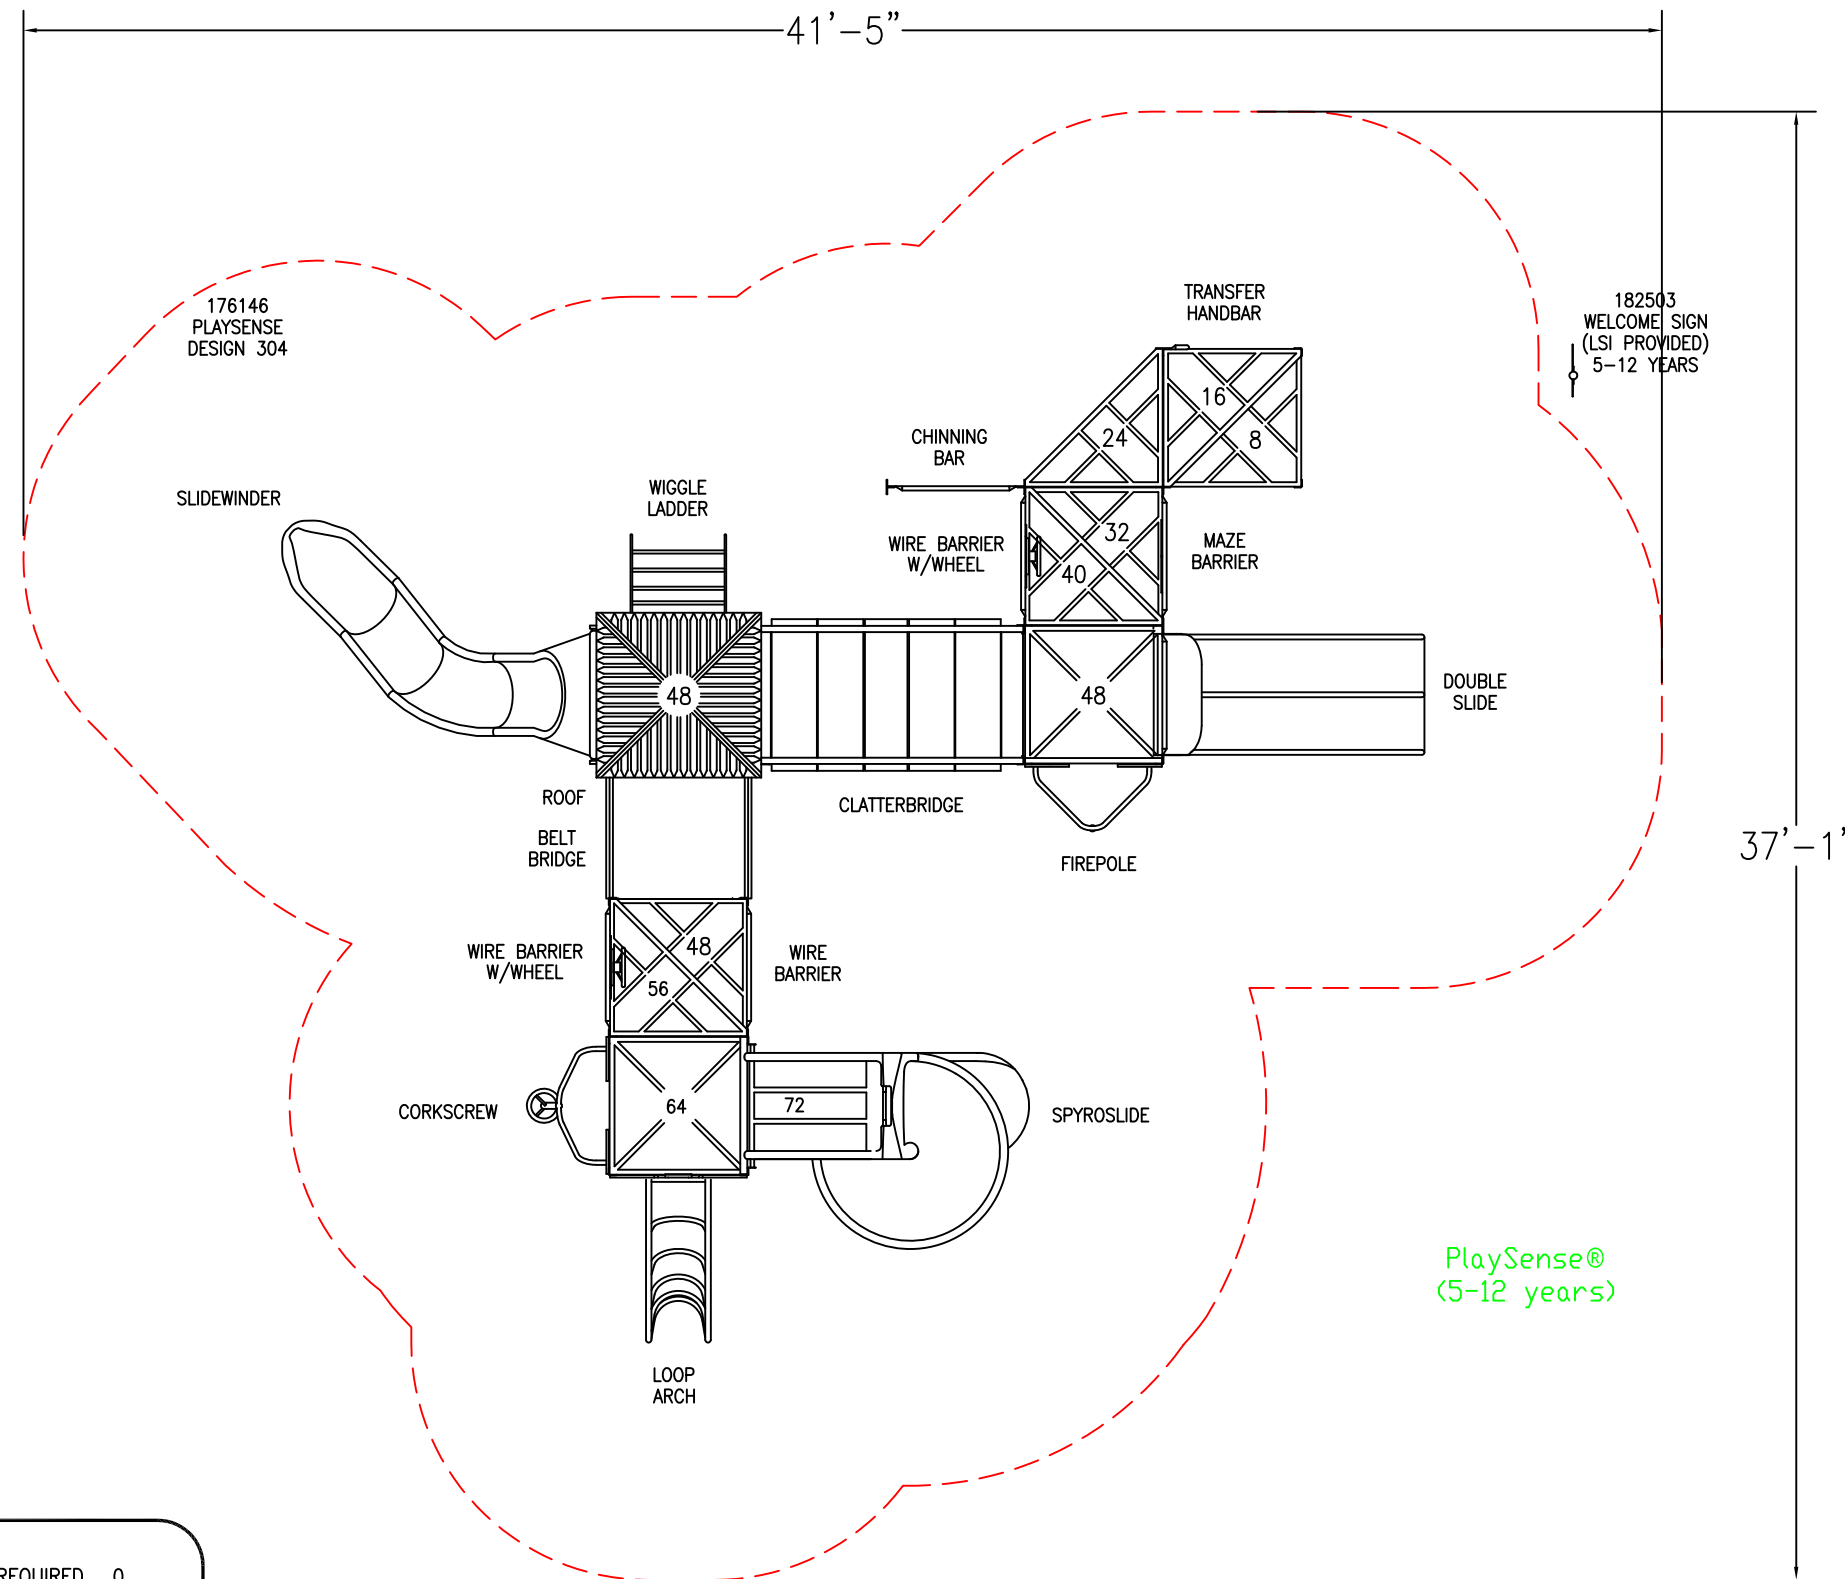 41'-5"
176146
PLAYSENSE
DESIGN 304
TRANSFER
HANDBAR
182503
WELCOME SIGN
(LSI PROVIDED)
5-12 YEARS
16
8
24
CHINNING
BAR
SLIDEWINDER
WIGGLE
LADDER
WIRE BARRIER
W/WHEEL
32
40
MAZE
BARRIER
48
48
DOUBLE
SLIDE
ROOF
CLATTERBRIDGE
BELT
BRIDGE
FIREPOLE
37'-1"
WIRE BARRIER
W/WHEEL
48
56
WIRE
BARRIER
CORKSCREW
64
72
SPYROSLIDE
PlaySense®
(5-12 years)
LOOP
ARCH
REQUIRED 0